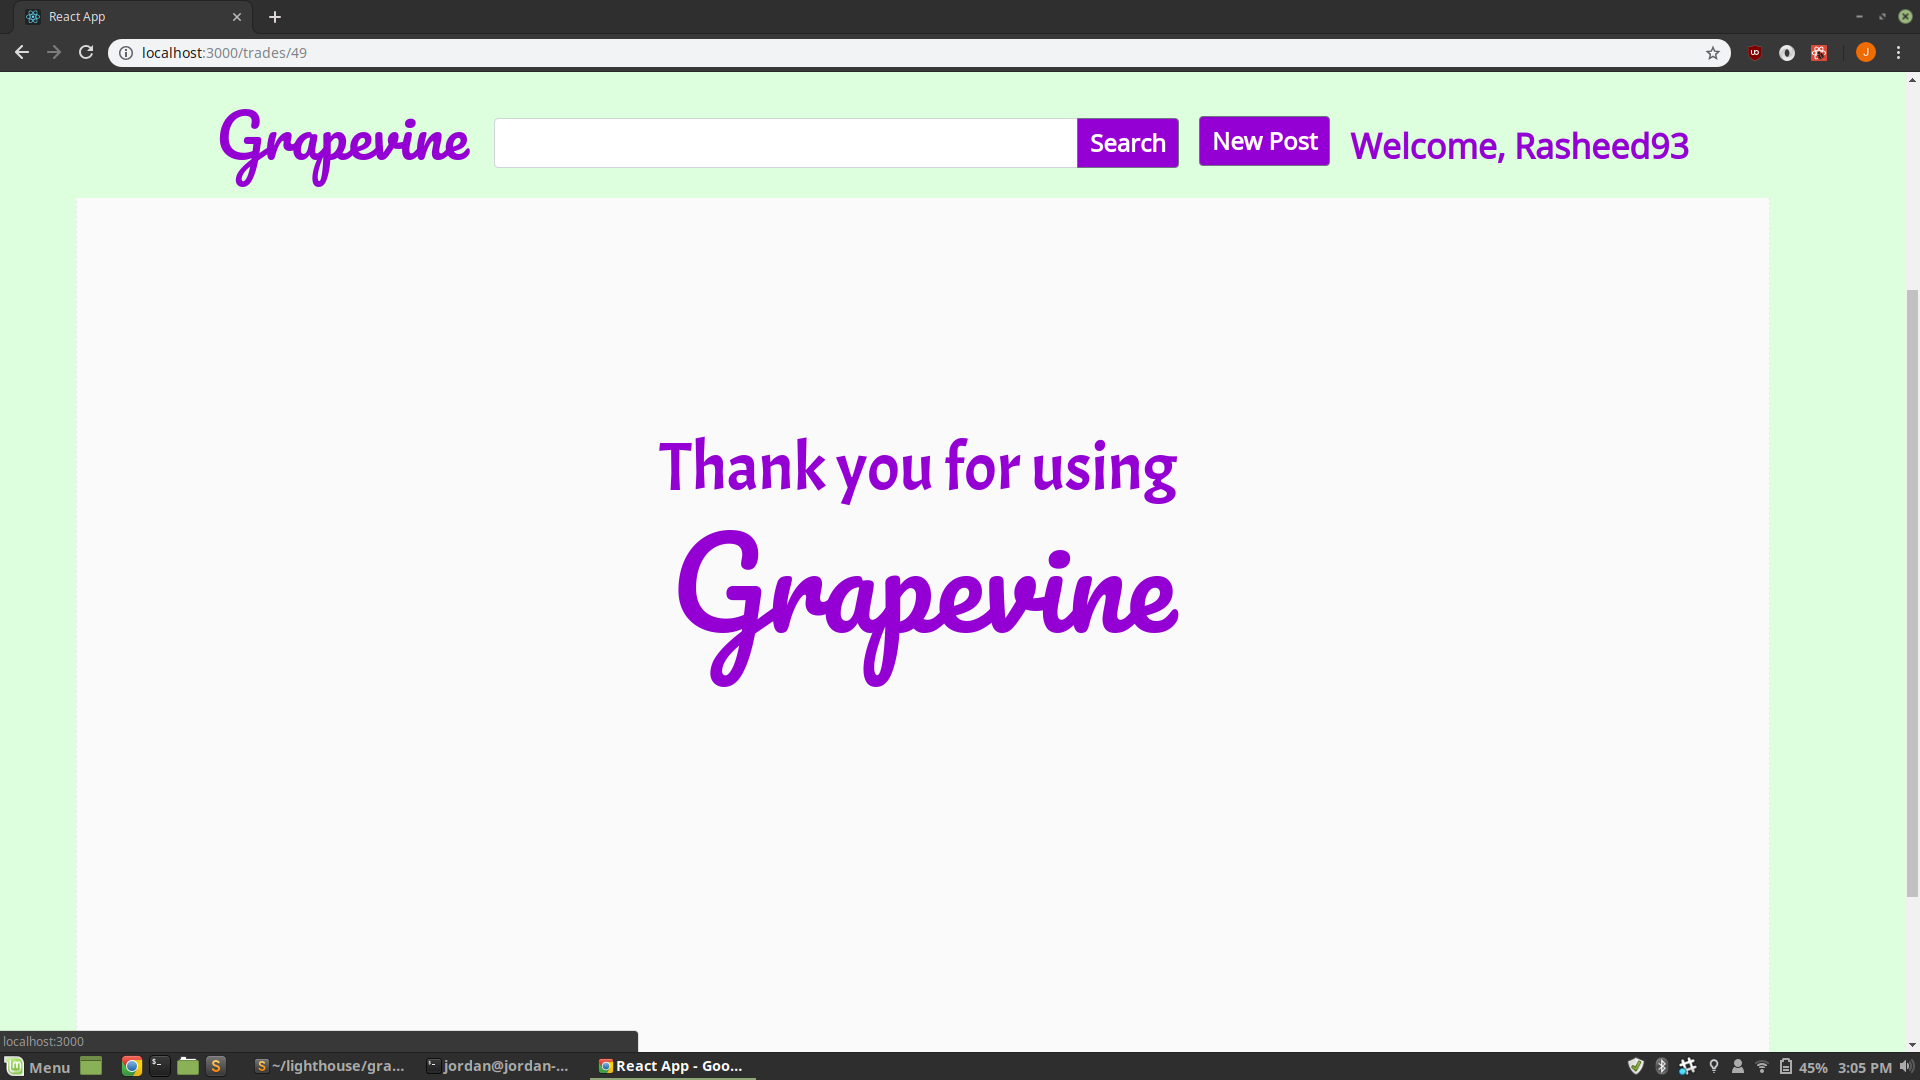 React App
localhost:3000/trades/49
J
Grapevine
Search
New Post
Welcome, Rasheed93
Thank you for using
Grapevine
localhost:3000
Menu
~/lighthouse/gra...
jordan@jordan-...
React App - Goo...
45%
3:05 PM